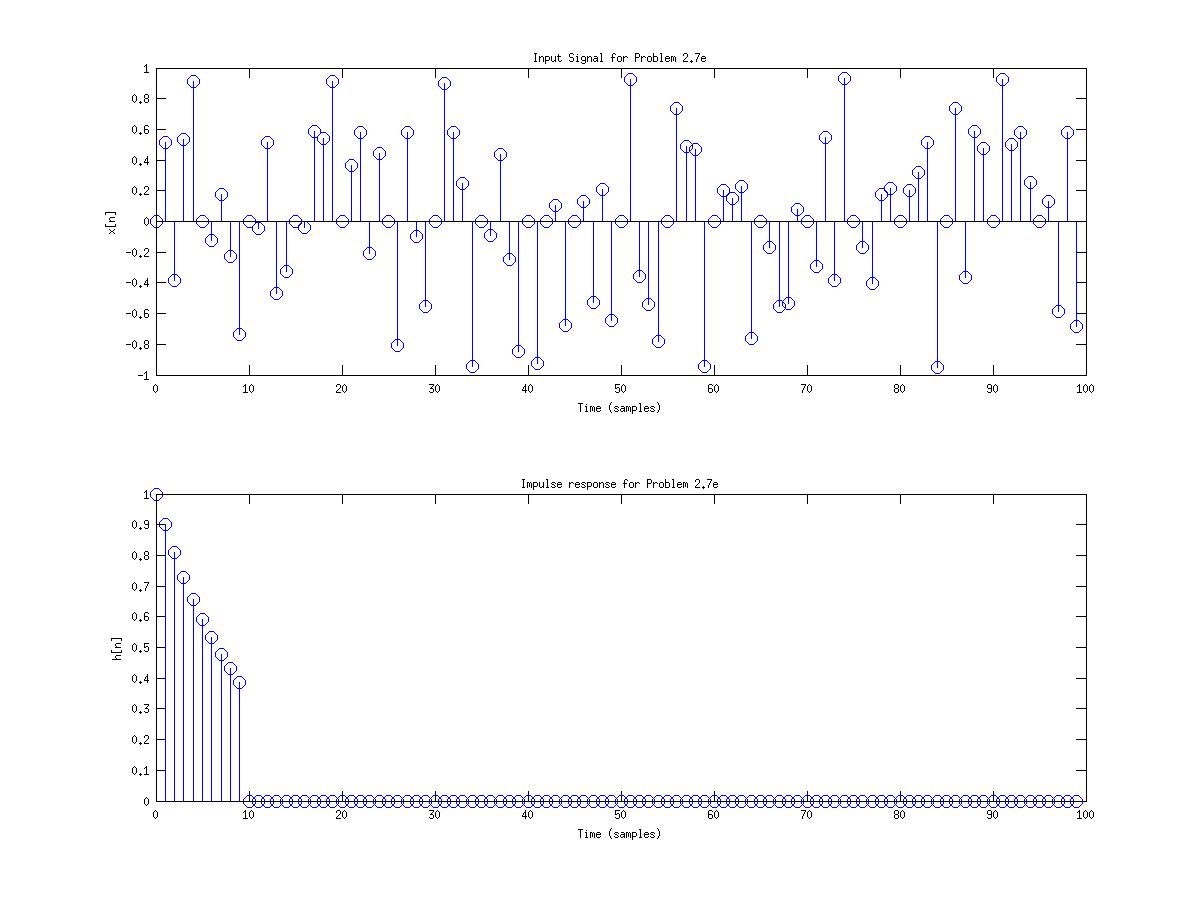 Input Signal for Problem 2.7e
1
0.8
0.6
0.4
0.2
0
-0.2
-0.4
-0.6
-0.8
-1
x[n]
0 10 20 30 40 50 60 70 80 90 100
Time (samples)
Impulse response for Problem 2.7e
1
0.9
0.8
0.7
0.6
0.5
0.4
0.3
0.2
0.1
0
h[n]
0 10 20 30 40 50 60 70 80 90 100
Time (samples)